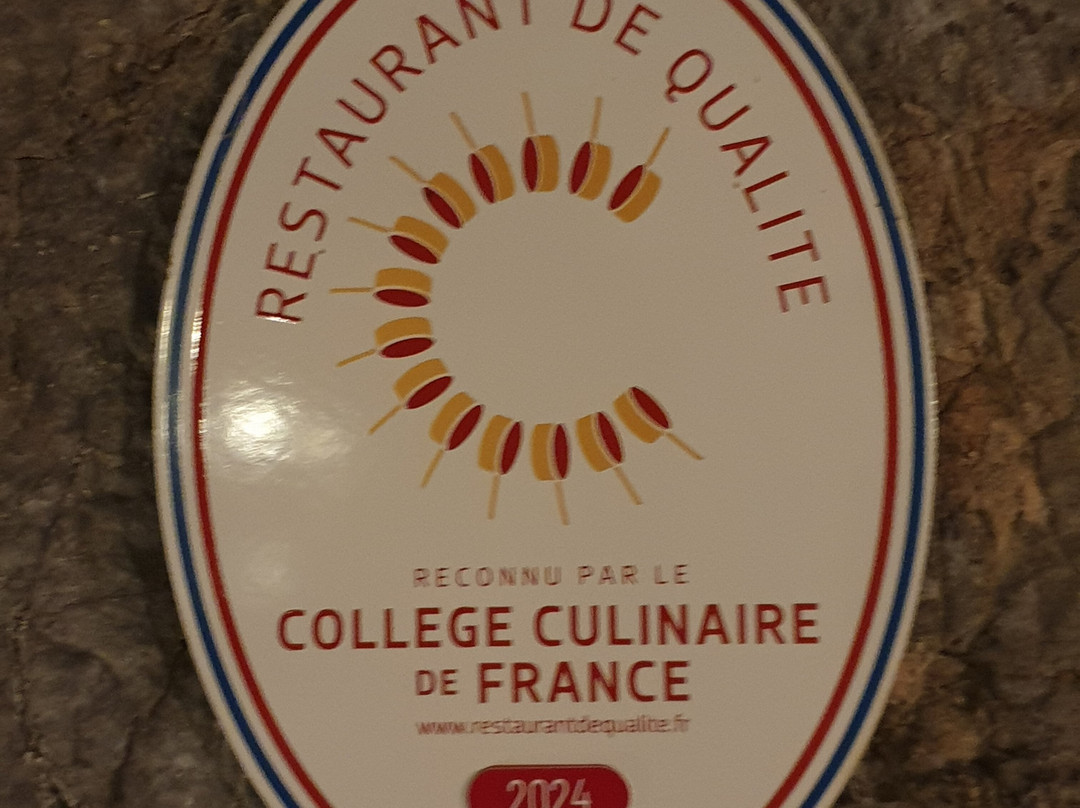 RESTAURANT DE QUALITE
RECONNU PAR LE
COLLEGE CULINAIRE
DE FRANCE
www.restaurantdequalite.fr
2024